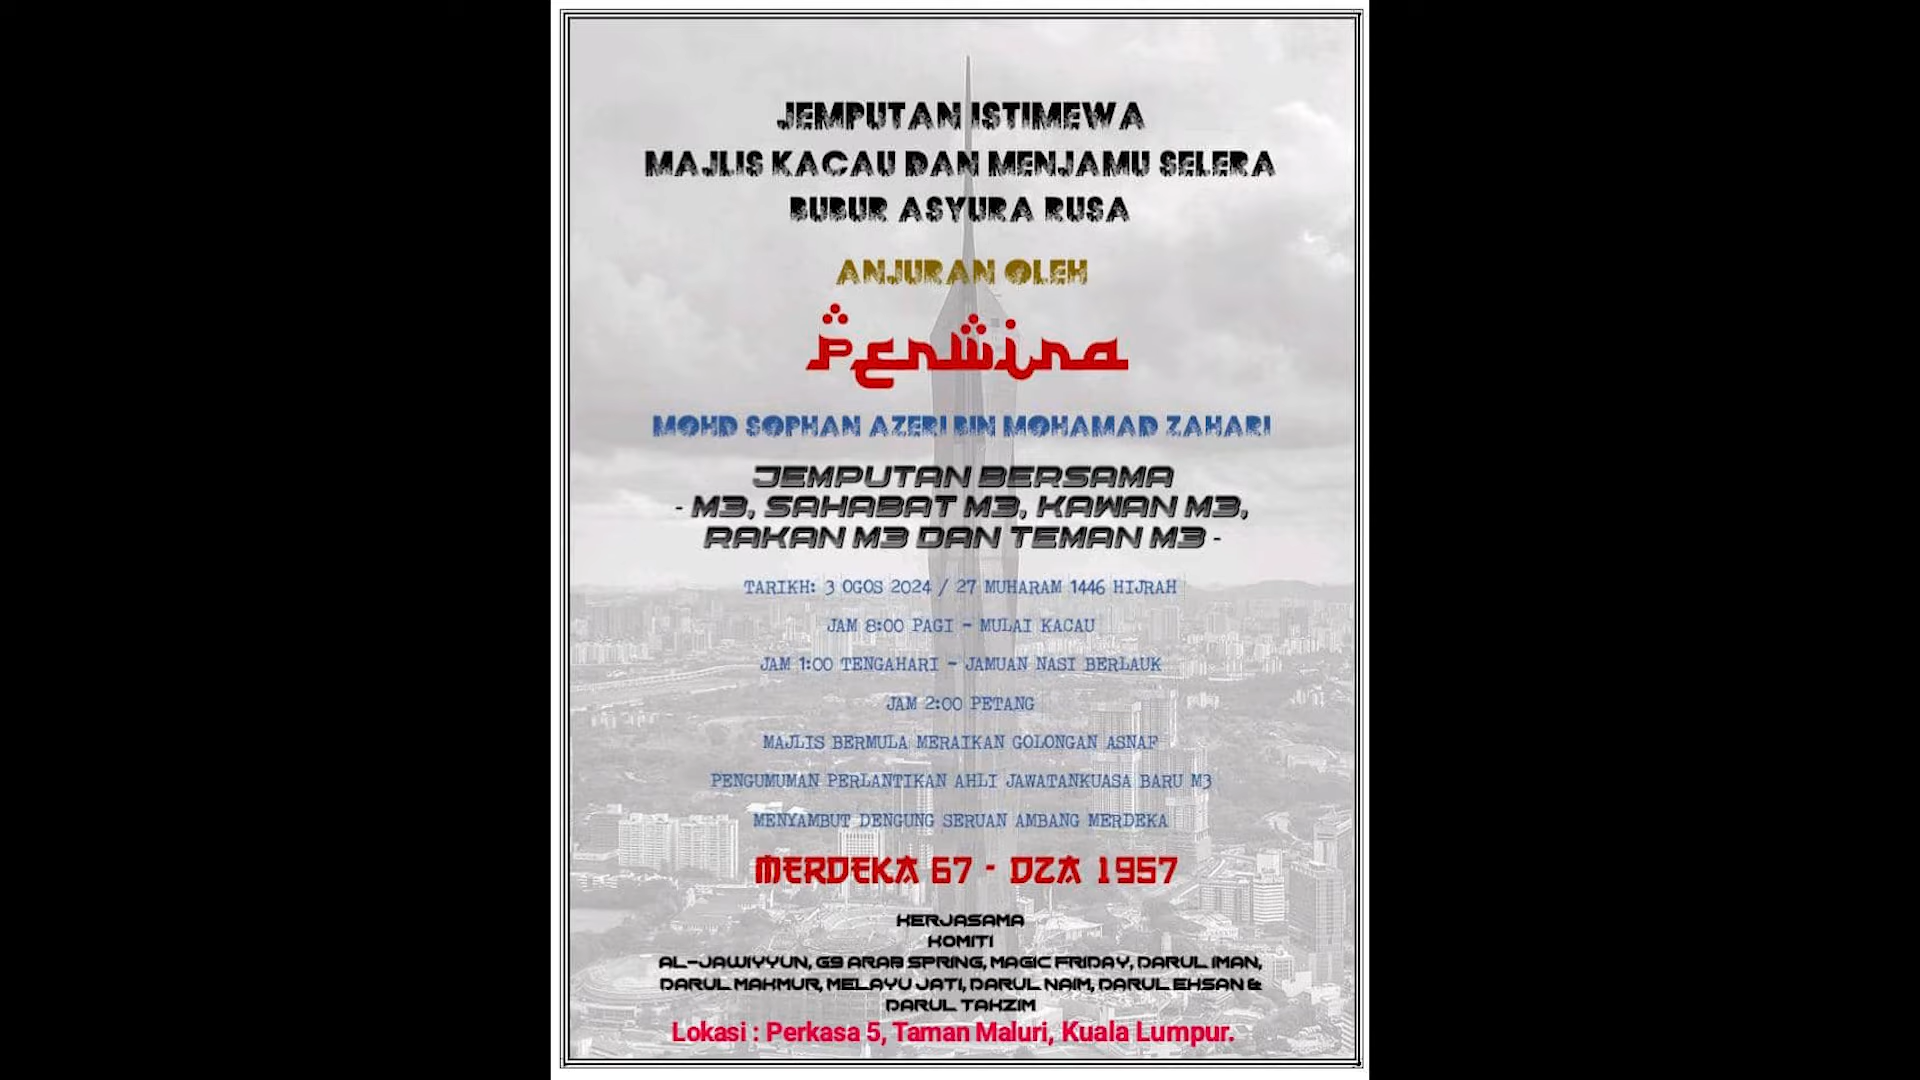 JEMPUTAN ISTIMEWA
MAJLIS KACAU DAN MENJAMU SELERA
BUBUR ASYURA RUSA
ANJURAN OLEH
Perwira
MOHD SOPHAN AZERI BIN MOHAMAD ZAHARI
JEMPUTAN BERSAMA
- M3, SAHABAT M3, KAWAN M3,
RAKAN M3 DAN TEMAN M3 -
TARIKH: 3 OGOS 2024 / 27 MUHARAM 1446 HIJRAH
JAM 8:00 PAGI - MULAI KACAU
JAM 1:00 TENGAHARI - JAMUAN NASI BERLAUK
JAM 2:00 PETANG
MAJLIS BERMULA MERAIKAN GOLONGAN ASNAF
PENGUMUMAN PERLANTIKAN AHLI JAWATANKUASA BARU M3
MENYAMBUT DENGUNG SERUAN AMBANG MERDEKA
MERDEKA 67 - DZA 1957
KERJASAMA
KOMITI
AL-JAWIYYUN, G9 ARAB SPRING, MAGIC FRIDAY, DARUL IMAN,
DARUL MAKMUR, MELAYU JATI, DARUL NAIM, DARUL EHSAN &
DARUL TAKZIM
Lokasi : Perkasa 5, Taman Maluri, Kuala Lumpur.